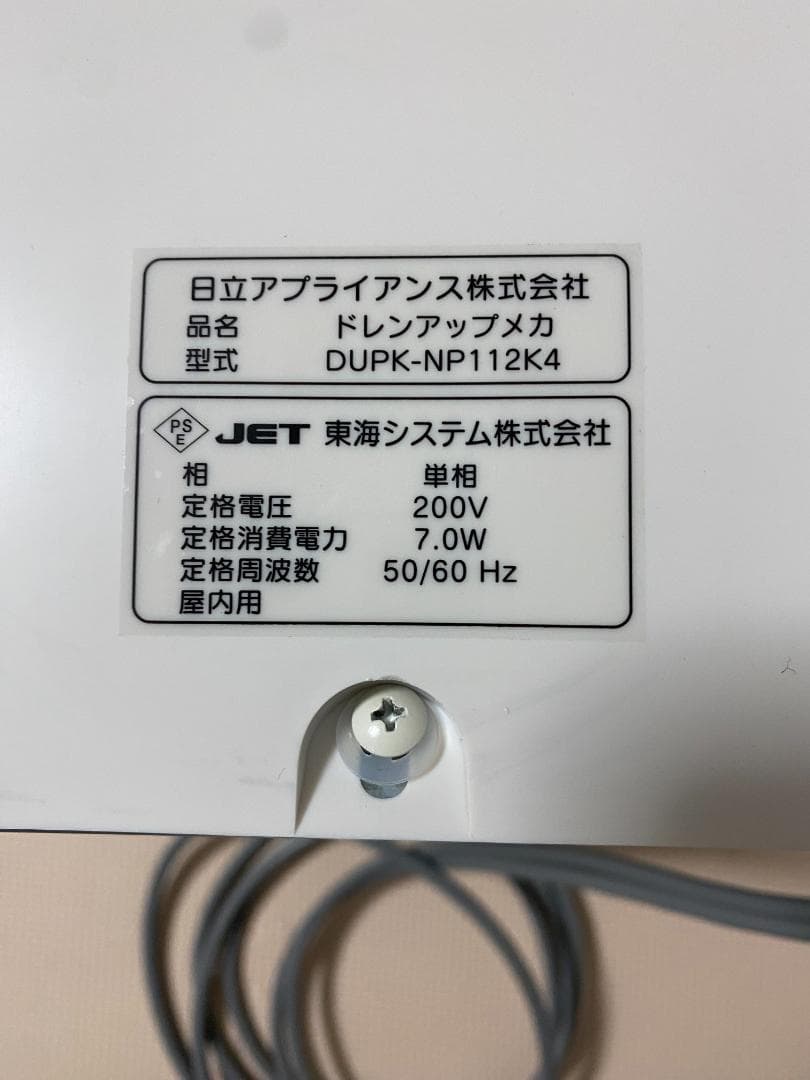 日立アプライアンス株式会社
品名 ドレンアップメカ
型式 DUPK-NP112K4
PS E JET 東海システム株式会社
相 単相
定格電圧 200V
定格消費電力 7.0W
定格周波数 50/60 Hz
屋内用